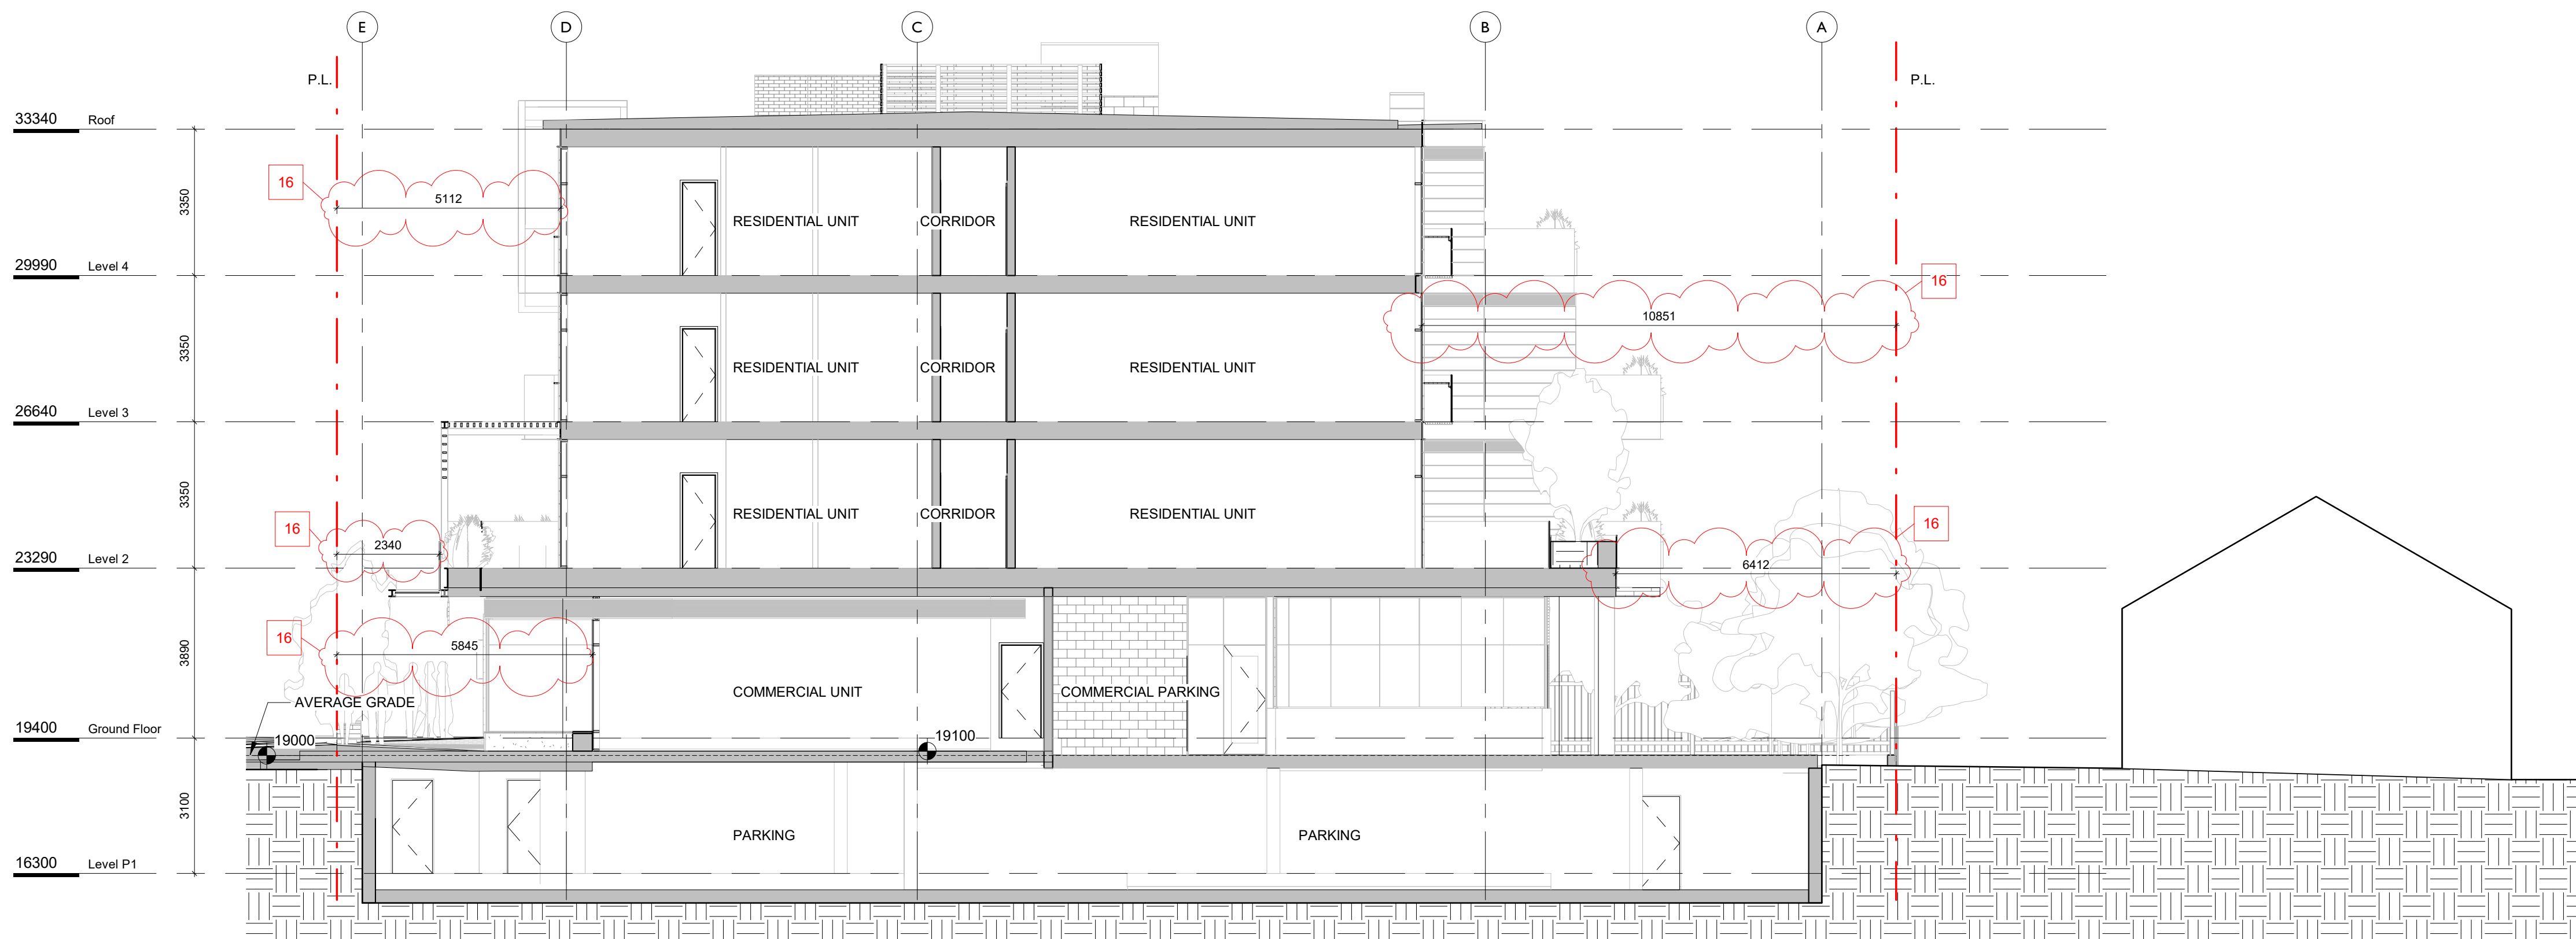 E
D
C
B
A
P.L.
P.L.
33340 Roof
16
3350
5112
RESIDENTIAL UNIT
CORRIDOR
RESIDENTIAL UNIT
29990 Level 4
16
10851
3350
RESIDENTIAL UNIT
CORRIDOR
RESIDENTIAL UNIT
26640 Level 3
3350
RESIDENTIAL UNIT
CORRIDOR
RESIDENTIAL UNIT
16
16
2340
23290 Level 2
6412
16
5845
3890
COMMERCIAL UNIT
COMMERCIAL PARKING
AVERAGE GRADE
19400 Ground Floor
19000
19100
3100
PARKING
PARKING
16300 Level P1